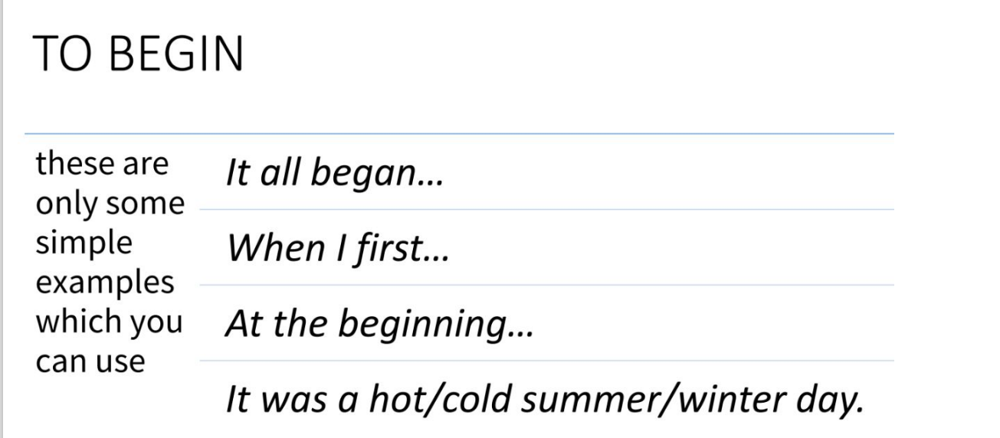 TO BEGIN
these are
only some
simple
examples
which you
can use
It all began...
When I first...
At the beginning...
It was a hot/cold summer/winter day.